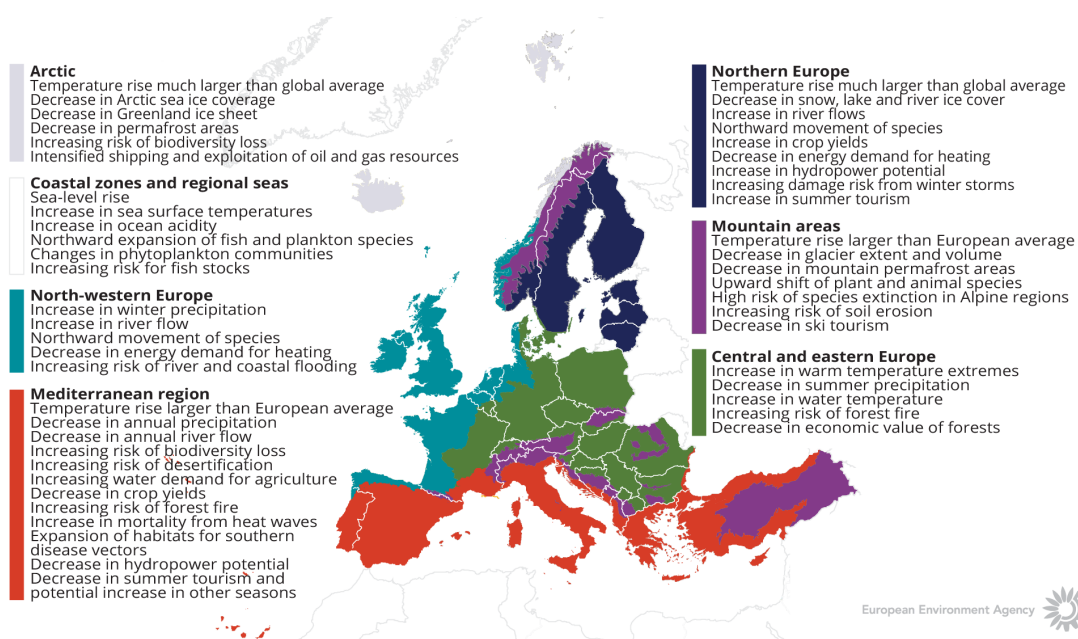 Arctic
Temperature rise much larger than global average
Decrease in Arctic sea ice coverage
Decrease in Greenland ice sheet
Decrease in permafrost areas
Increasing risk of biodiversity loss
Intensified shipping and exploitation of oil and gas resources
Coastal zones and regional seas
Sea-level rise
Increase in sea surface temperatures
Increase in ocean acidity
Northward expansion of fish and plankton species
Changes in phytoplankton communities
Increasing risk for fish stocks
North-western Europe
Increase in winter precipitation
Increase in river flow
Northward movement of species
Decrease in energy demand for heating
Increasing risk of river and coastal flooding
Mediterranean region
Temperature rise larger than European average
Decrease in annual precipitation
Decrease in annual river flow
Increasing risk of biodiversity loss
Increasing risk of desertification
Increasing water demand for agriculture
Decrease in crop yields
Increasing risk of forest fire
Increase in mortality from heat waves
Expansion of habitats for southern
disease vectors
Decrease in hydropower potential
Decrease in summer tourism and
potential increase in other seasons
Northern Europe
Temperature rise much larger than global average
Decrease in snow, lake and river ice cover
Increase in river flows
Northward movement of species
Increase in crop yields
Decrease in energy demand for heating
Increase in hydropower potential
Increasing damage risk from winter storms
Increase in summer tourism
Mountain areas
Temperature rise larger than European average
Decrease in glacier extent and volume
Decrease in mountain permafrost areas
Upward shift of plant and animal species
High risk of species extinction in Alpine regions
Increasing risk of soil erosion
Decrease in ski tourism
Central and eastern Europe
Increase in warm temperature extremes
Decrease in summer precipitation
Increase in water temperature
Increasing risk of forest fire
Decrease in economic value of forests
European Environment Agency